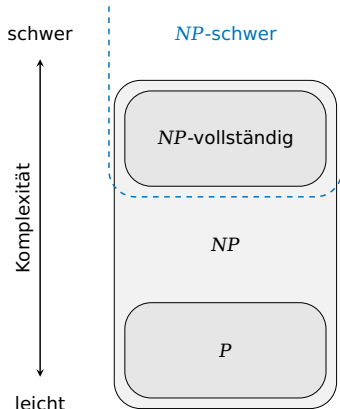 schwer
NP-schwer
NP-vollständig
Komplexität
NP
P
leicht